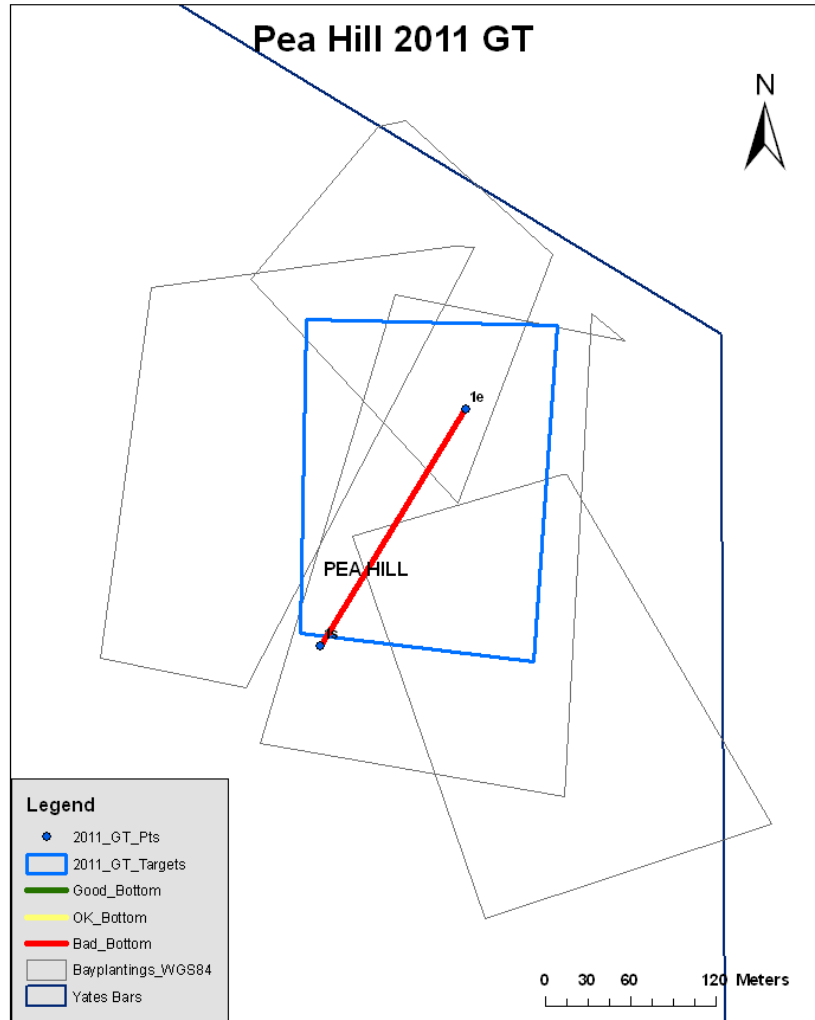 Pea Hill 2011 GT
N
1e
PEA HILL
1s
Legend
2011_GT_Pts
2011_GT_Targets
Good_Bottom
OK_Bottom
Bad_Bottom
Bayplantings_WGS84
Yates Bars
0 30 60 120 Meters